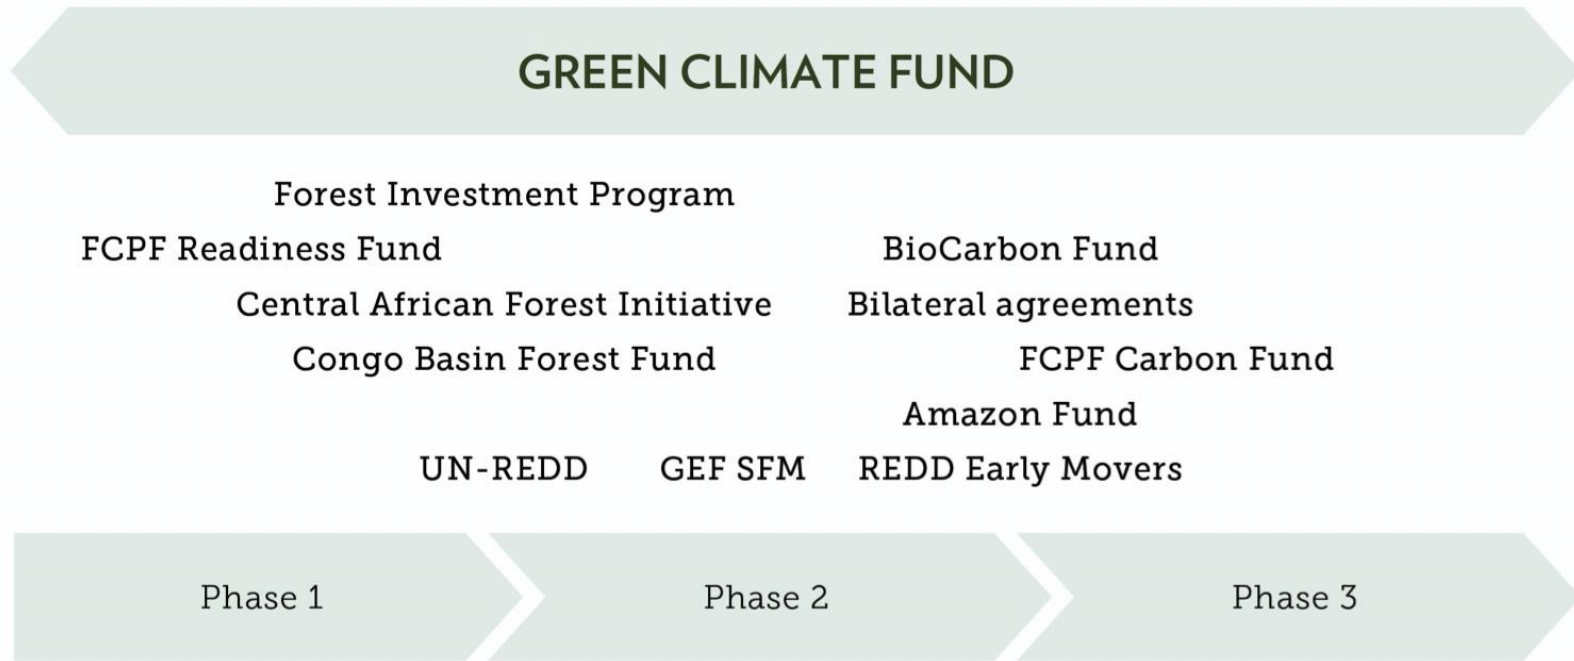 GREEN CLIMATE FUND
Forest Investment Program
FCPF Readiness Fund
BioCarbon Fund
Central African Forest Initiative
Bilateral agreements
Congo Basin Forest Fund
FCPF Carbon Fund
Amazon Fund
UN-REDD
GEF SFM
REDD Early Movers
Phase 1
Phase 2
Phase 3